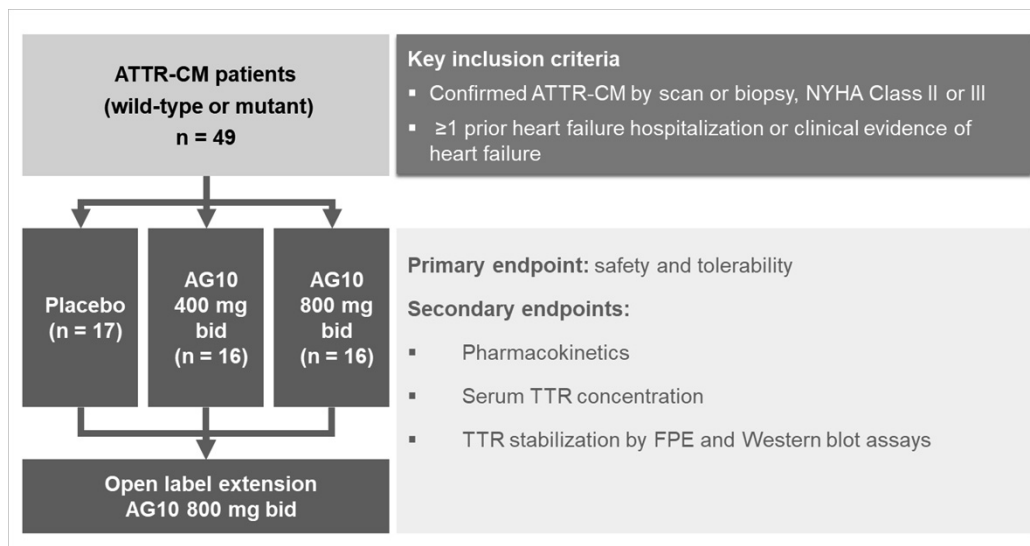 ATTR-CM patients
(wild-type or mutant)
n = 49
Key inclusion criteria
▪ Confirmed ATTR-CM by scan or biopsy, NYHA Class II or III
▪ ≥1 prior heart failure hospitalization or clinical evidence of
heart failure
Placebo
(n = 17)
AG10
400 mg
bid
(n = 16)
AG10
800 mg
bid
(n = 16)
Primary endpoint: safety and tolerability
Secondary endpoints:
▪ Pharmacokinetics
▪ Serum TTR concentration
▪ TTR stabilization by FPE and Western blot assays
Open label extension
AG10 800 mg bid